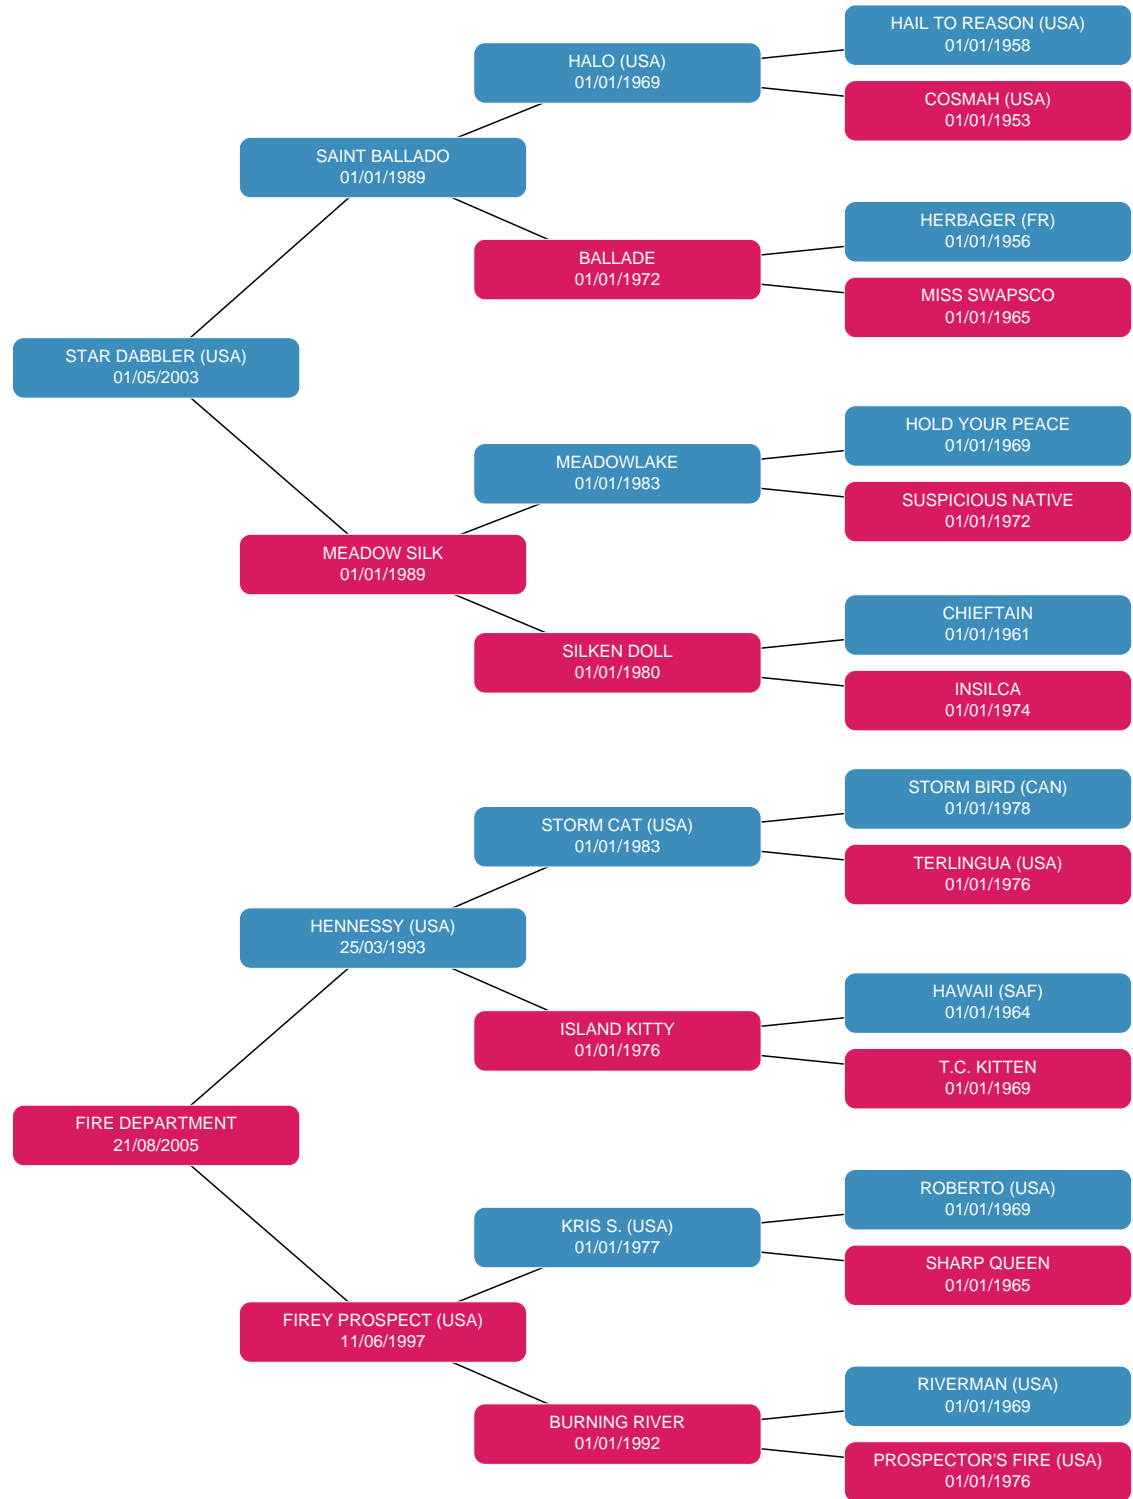 HAIL TO REASON (USA)
01/01/1958
HALO (USA)
01/01/1969
COSMAH (USA)
01/01/1953
SAINT BALLADO
01/01/1989
HERBAGER (FR)
01/01/1956
BALLADE
01/01/1972
MISS SWAPSCO
01/01/1965
STAR DABBLER (USA)
01/05/2003
HOLD YOUR PEACE
01/01/1969
MEADOWLAKE
01/01/1983
SUSPICIOUS NATIVE
01/01/1972
MEADOW SILK
01/01/1989
CHIEFTAIN
01/01/1961
SILKEN DOLL
01/01/1980
INSILCA
01/01/1974
STORM BIRD (CAN)
01/01/1978
STORM CAT (USA)
01/01/1983
TERLINGUA (USA)
01/01/1976
HENNESSY (USA)
25/03/1993
HAWAII (SAF)
01/01/1964
ISLAND KITTY
01/01/1976
T.C. KITTEN
01/01/1969
FIRE DEPARTMENT
21/08/2005
ROBERTO (USA)
01/01/1969
KRIS S. (USA)
01/01/1977
SHARP QUEEN
01/01/1965
FIREY PROSPECT (USA)
11/06/1997
RIVERMAN (USA)
01/01/1969
BURNING RIVER
01/01/1992
PROSPECTOR'S FIRE (USA)
01/01/1976